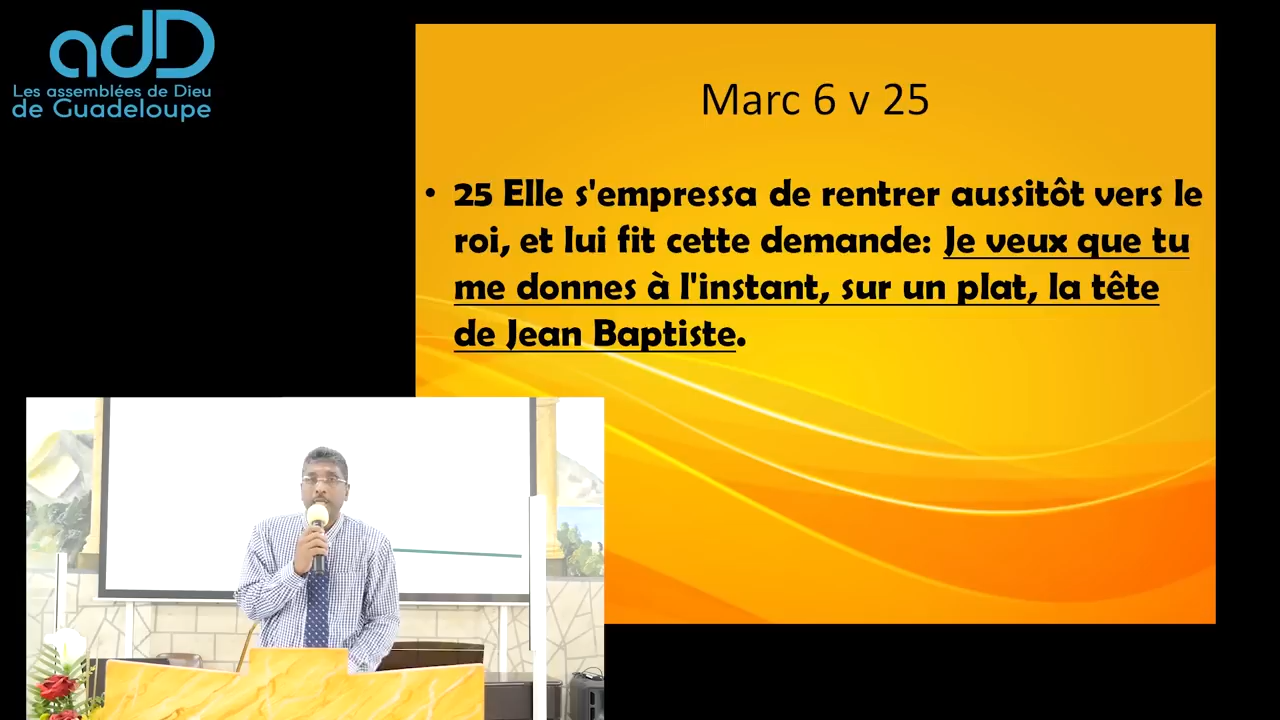 adD
Les assemblées de Dieu
de Guadeloupe
Marc 6 v 25
• 25 Elle s'empressa de rentrer aussitôt vers le
roi, et lui fit cette demande: Je veux que tu
me donnes à l'instant, sur un plat, la tête
de Jean Baptiste.